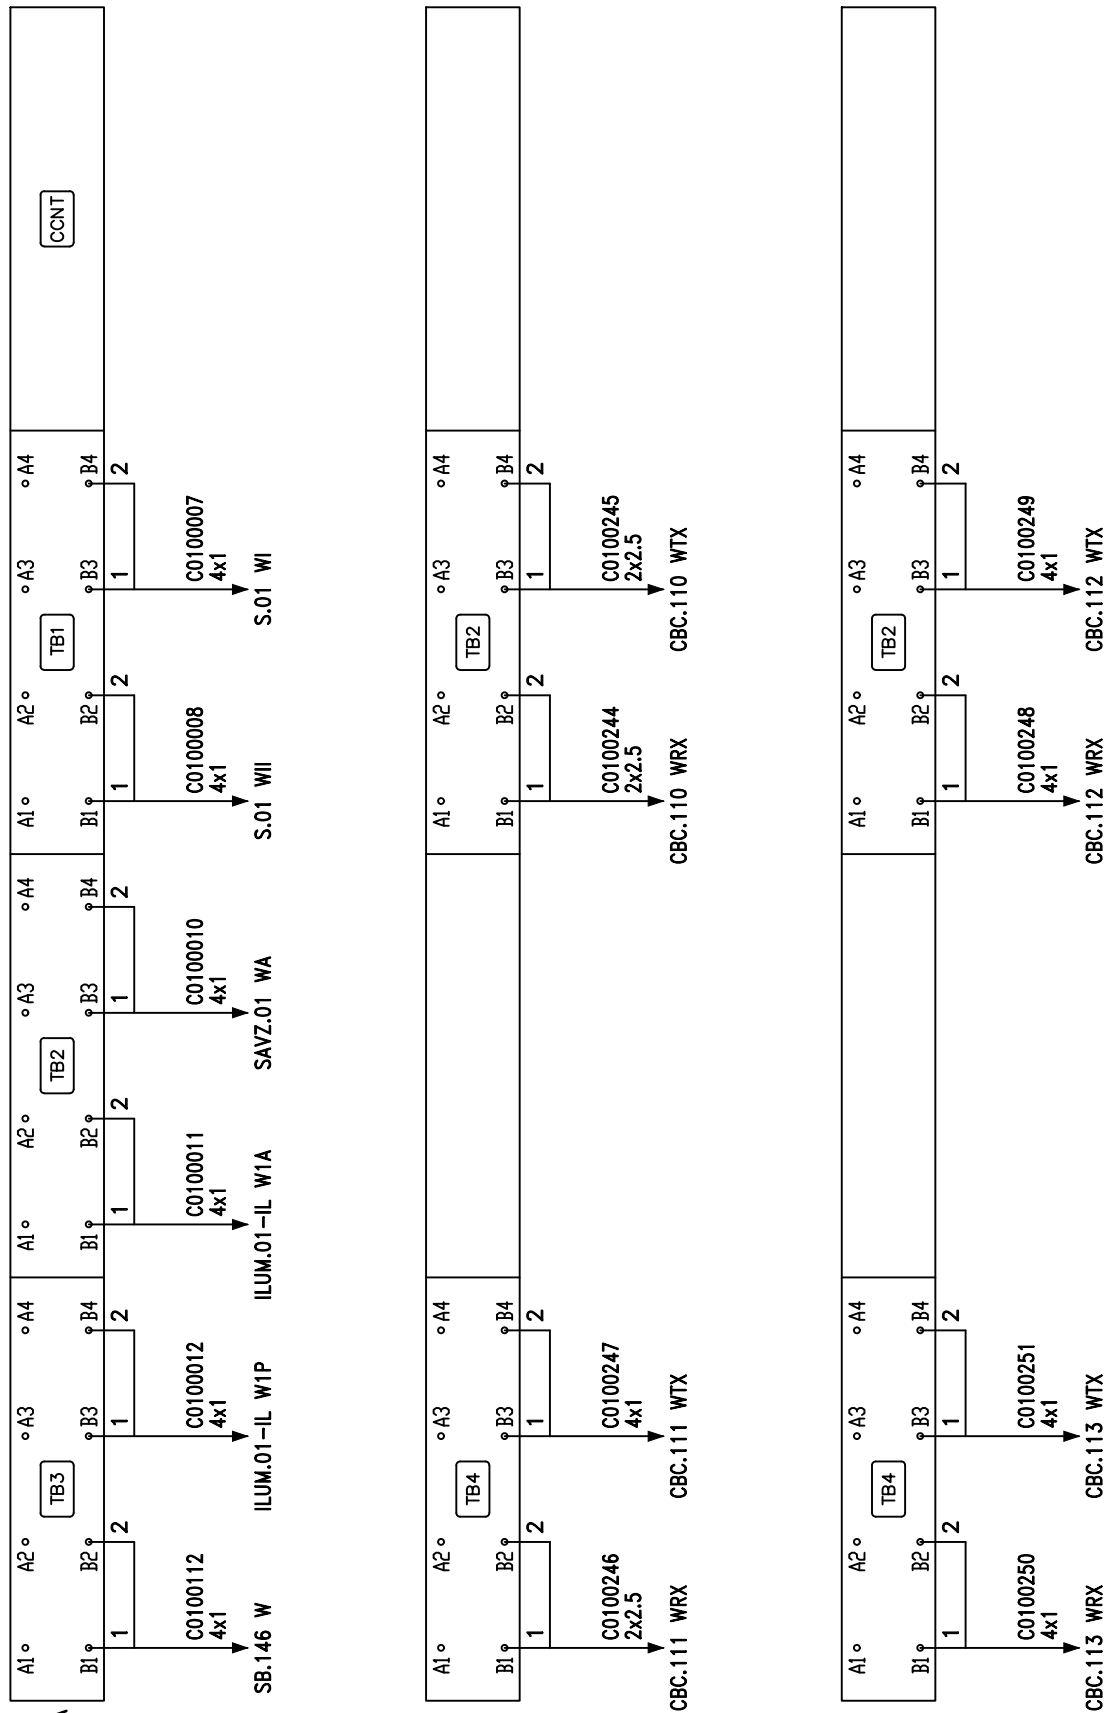 A1 A2 A3 A4 A1 A2 A3 A4 A1 A2 A3 A4
TB3 TB2 TB1 CCNT
B1 B2 B3 B4 B1 B2 B3 B4 B1 B2 B3 B4
1 2 1 2 1 2 1 2 1 2 1 2
C0100112 C0100012 C0100011 C0100010 C0100008 C0100007
4x1 4x1 4x1 4x1 4x1 4x1
SB.146 W ILUM.01-IL W1P ILUM.01-IL W1A SAVZ.01 WA S.01 WII S.01 WI
A1 A2 A3 A4 A1 A2 A3 A4
TB4 TB2
B1 B2 B3 B4 B1 B2 B3 B4
1 2 1 2 1 2 1 2
C0100246 C0100247 C0100244 C0100245
2x2.5 4x1 2x2.5 2x2.5
CBC.111 WRX CBC.111 WTX CBC.110 WRX CBC.110 WTX
A1 A2 A3 A4 A1 A2 A3 A4
TB4 TB2
B1 B2 B3 B4 B1 B2 B3 B4
1 2 1 2 1 2 1 2
C0100250 C0100251 C0100248 C0100249
4x1 4x1 4x1 4x1
CBC.113 WRX CBC.113 WTX CBC.112 WRX CBC.112 WTX